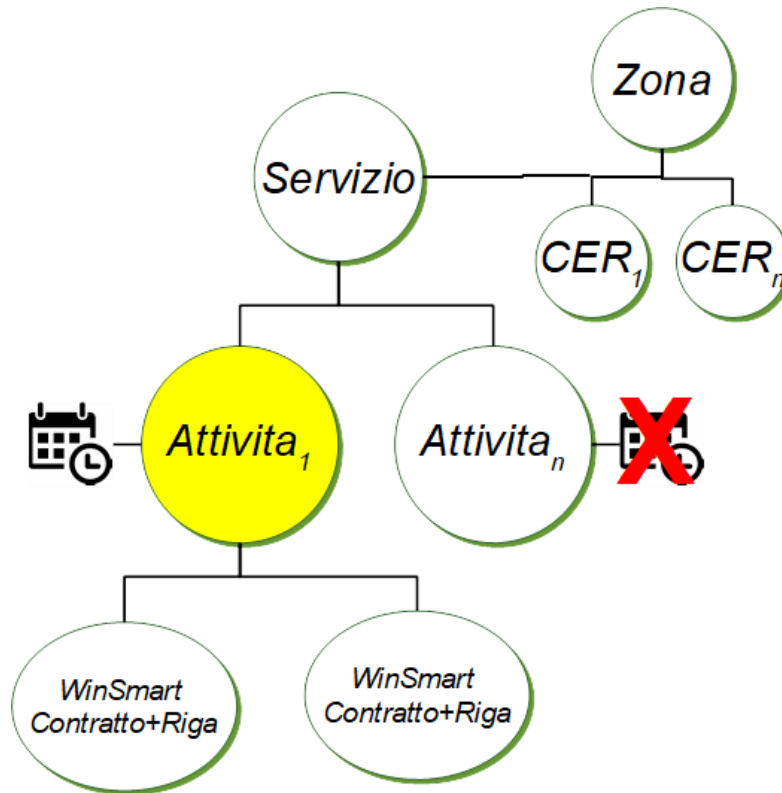 Zona
Servizio
CER1
CERn
Attivita1
Attivitan
WinSmart
Contratto+Riga
WinSmart
Contratto+Riga